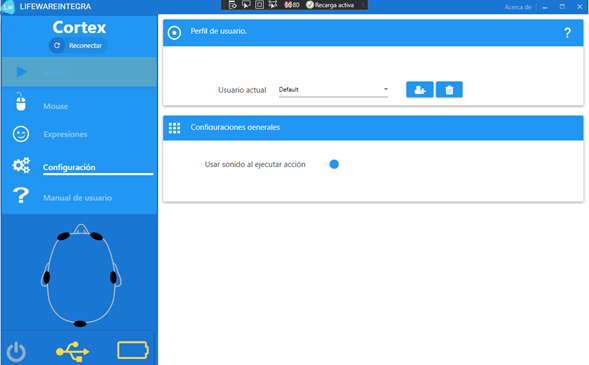 Lw LIFEWAREINTEGRA
80 Recarga activa
Acerca de
Cortex
Reconectar
Mouse
Expresiones
Configuración
Manual de usuario
Perfil de usuario.
?
Usuario actual Default
Configuraciones generales
Usar sonido al ejecutar acción